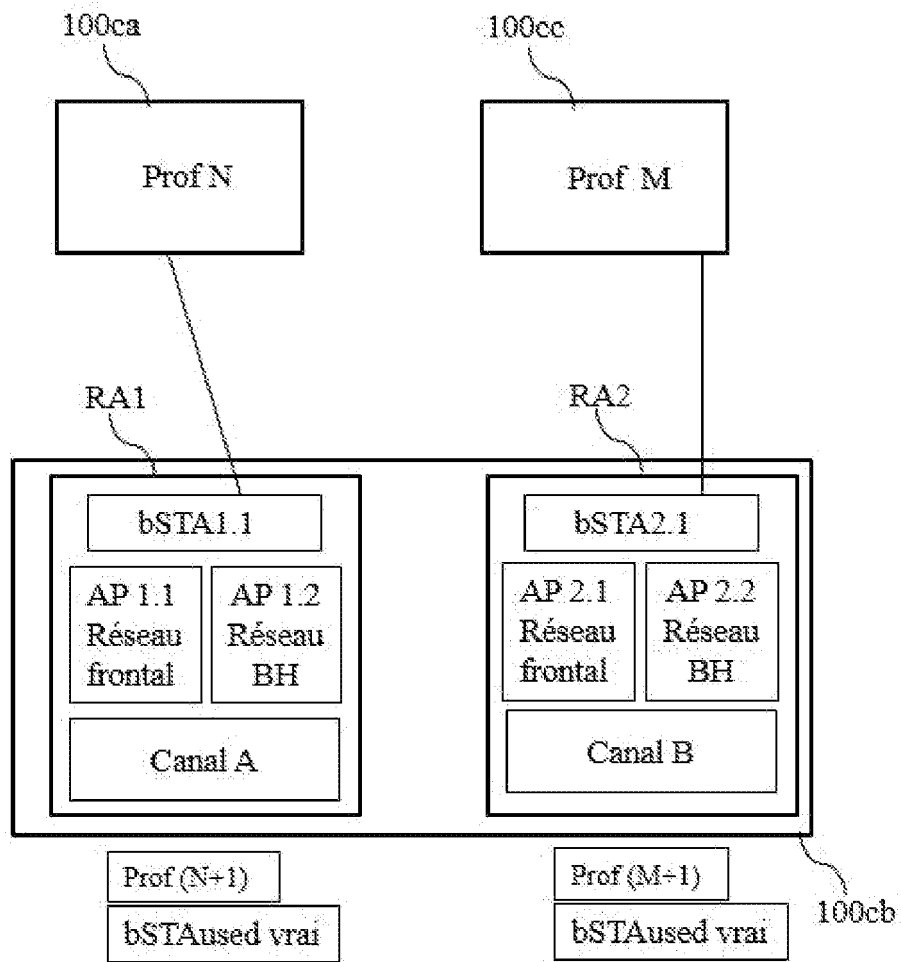 100ca
100cc
Prof N
Prof M
RA1
RA2
bSTA1.1
bSTA2.1
AP 1.1
Réseau
frontal
AP 1.2
Réseau
BH
AP 2.1
Réseau
frontal
AP 2.2
Réseau
BH
Canal A
Canal B
Prof (N+1)
Prof (M+1)
bSTAused vrai
bSTAused vrai
100cb